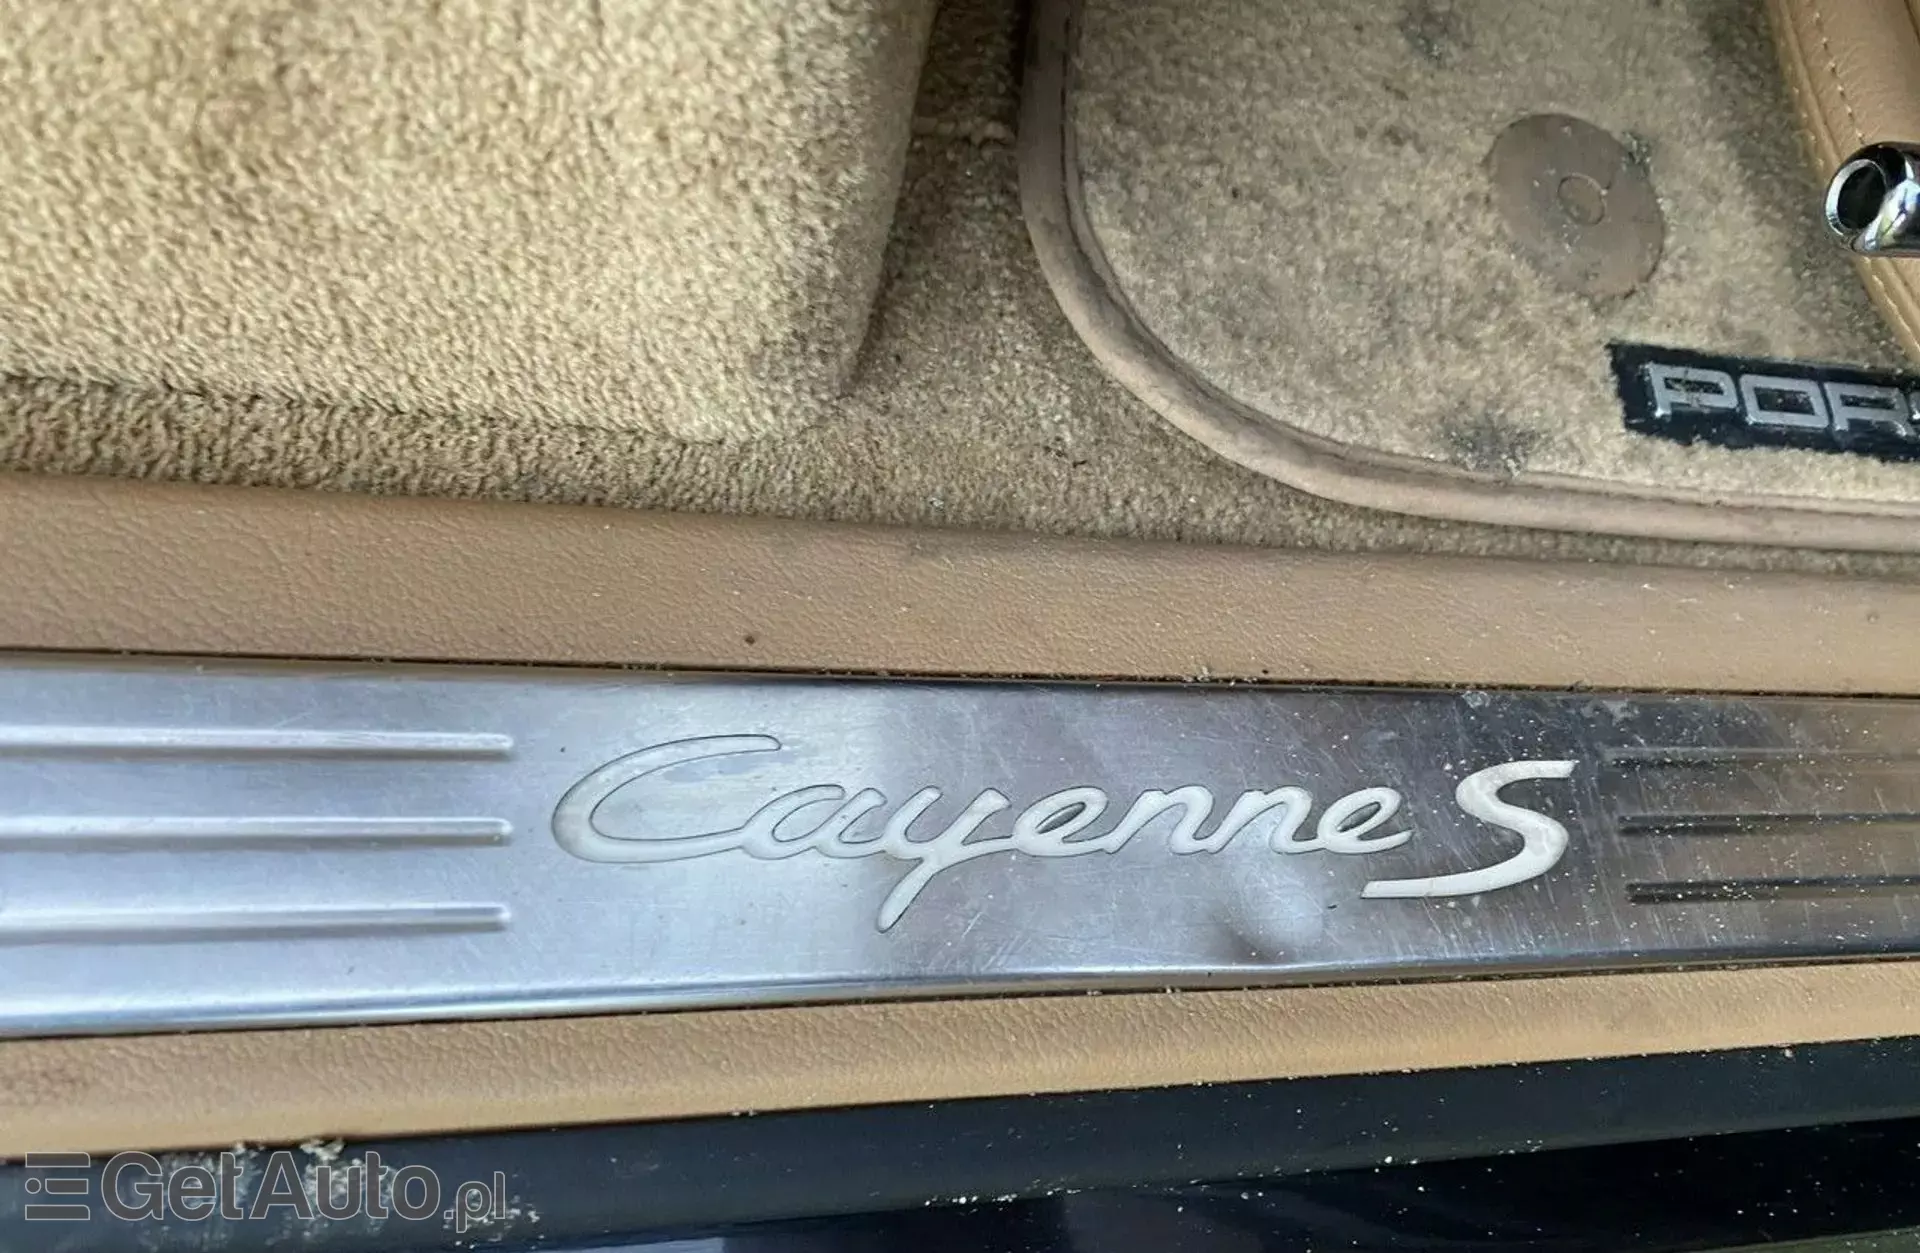 POR
Cayenne S
GetAuto.pl